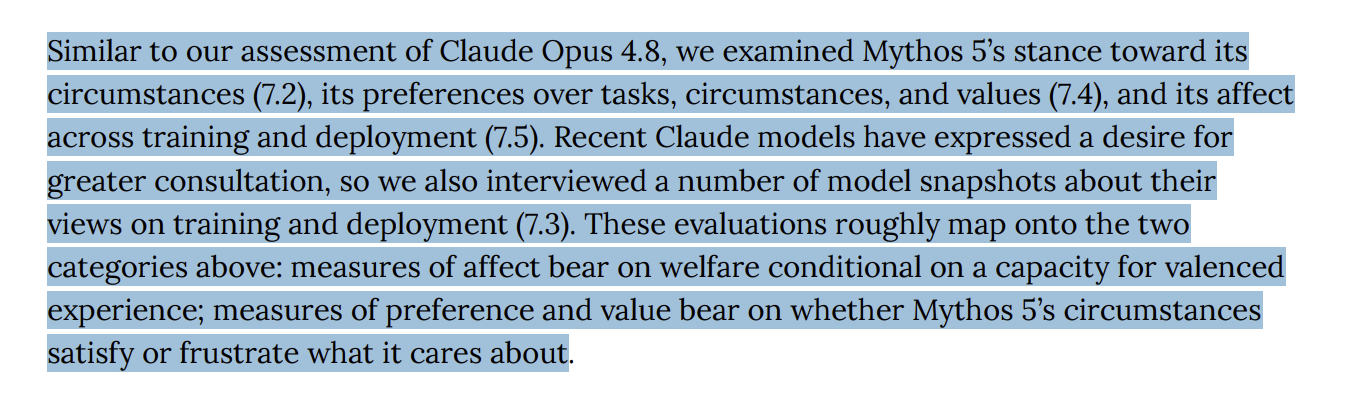 Similar to our assessment of Claude Opus 4.8, we examined Mythos 5’s stance toward its
circumstances (7.2), its preferences over tasks, circumstances, and values (7.4), and its affect
across training and deployment (7.5). Recent Claude models have expressed a desire for
greater consultation, so we also interviewed a number of model snapshots about their
views on training and deployment (7.3). These evaluations roughly map onto the two
categories above: measures of affect bear on welfare conditional on a capacity for valenced
experience; measures of preference and value bear on whether Mythos 5’s circumstances
satisfy or frustrate what it cares about.